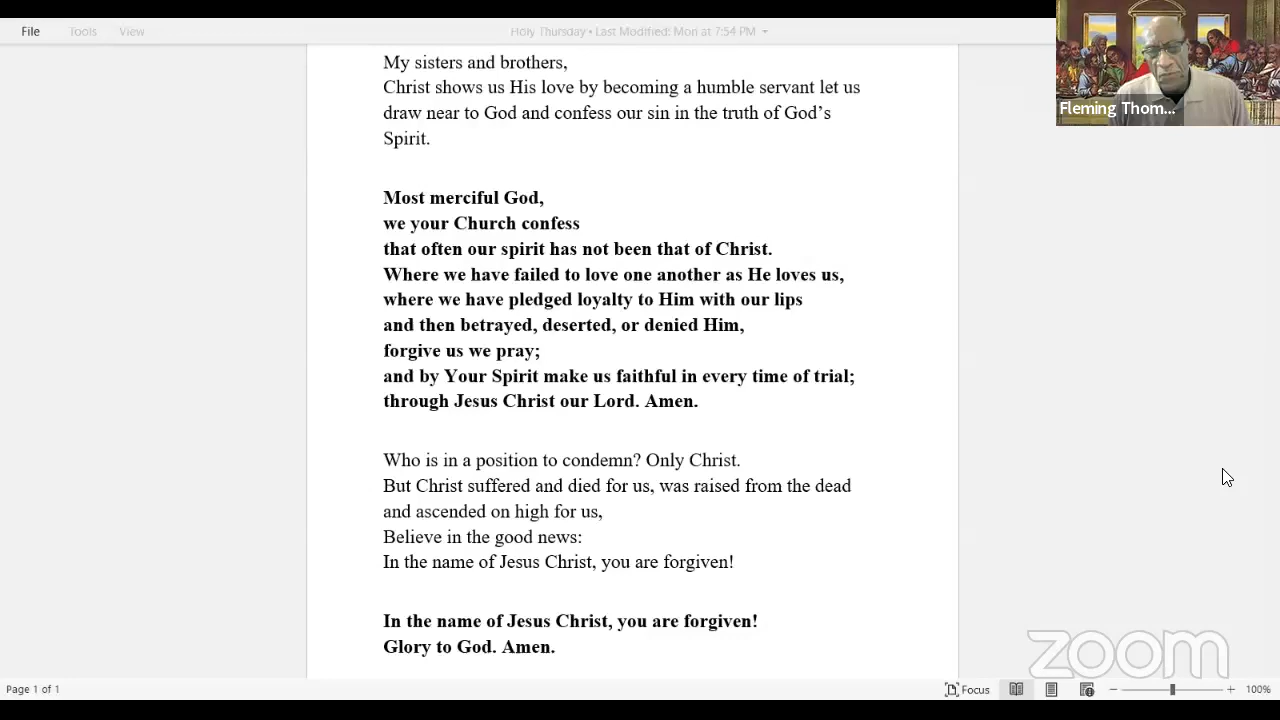 File Tools View Holy Thursday • Last Modified: Mon at 7:54 PM
My sisters and brothers,
Christ shows us His love by becoming a humble servant let us
draw near to God and confess our sin in the truth of God’s
Spirit.
Most merciful God,
we your Church confess
that often our spirit has not been that of Christ.
Where we have failed to love one another as He loves us,
where we have pledged loyalty to Him with our lips
and then betrayed, deserted, or denied Him,
forgive us we pray;
and by Your Spirit make us faithful in every time of trial;
through Jesus Christ our Lord. Amen.
Who is in a position to condemn? Only Christ.
But Christ suffered and died for us, was raised from the dead
and ascended on high for us,
Believe in the good news:
In the name of Jesus Christ, you are forgiven!
In the name of Jesus Christ, you are forgiven!
Glory to God. Amen.
Fleming Thom...
zoom
Page 1 of 1 Focus 100%